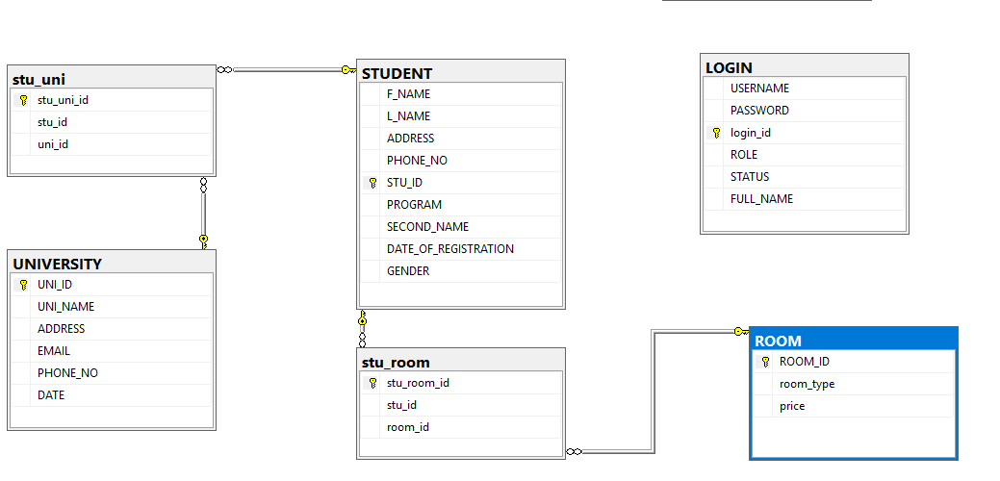 stu_uni
stu_uni_id
stu_id
uni_id
STUDENT
F_NAME
L_NAME
ADDRESS
PHONE_NO
STU_ID
PROGRAM
SECOND_NAME
DATE_OF_REGISTRATION
GENDER
LOGIN
USERNAME
PASSWORD
login_id
ROLE
STATUS
FULL_NAME
UNIVERSITY
UNI_ID
UNI_NAME
ADDRESS
EMAIL
PHONE_NO
DATE
stu_room
stu_room_id
stu_id
room_id
ROOM
ROOM_ID
room_type
price